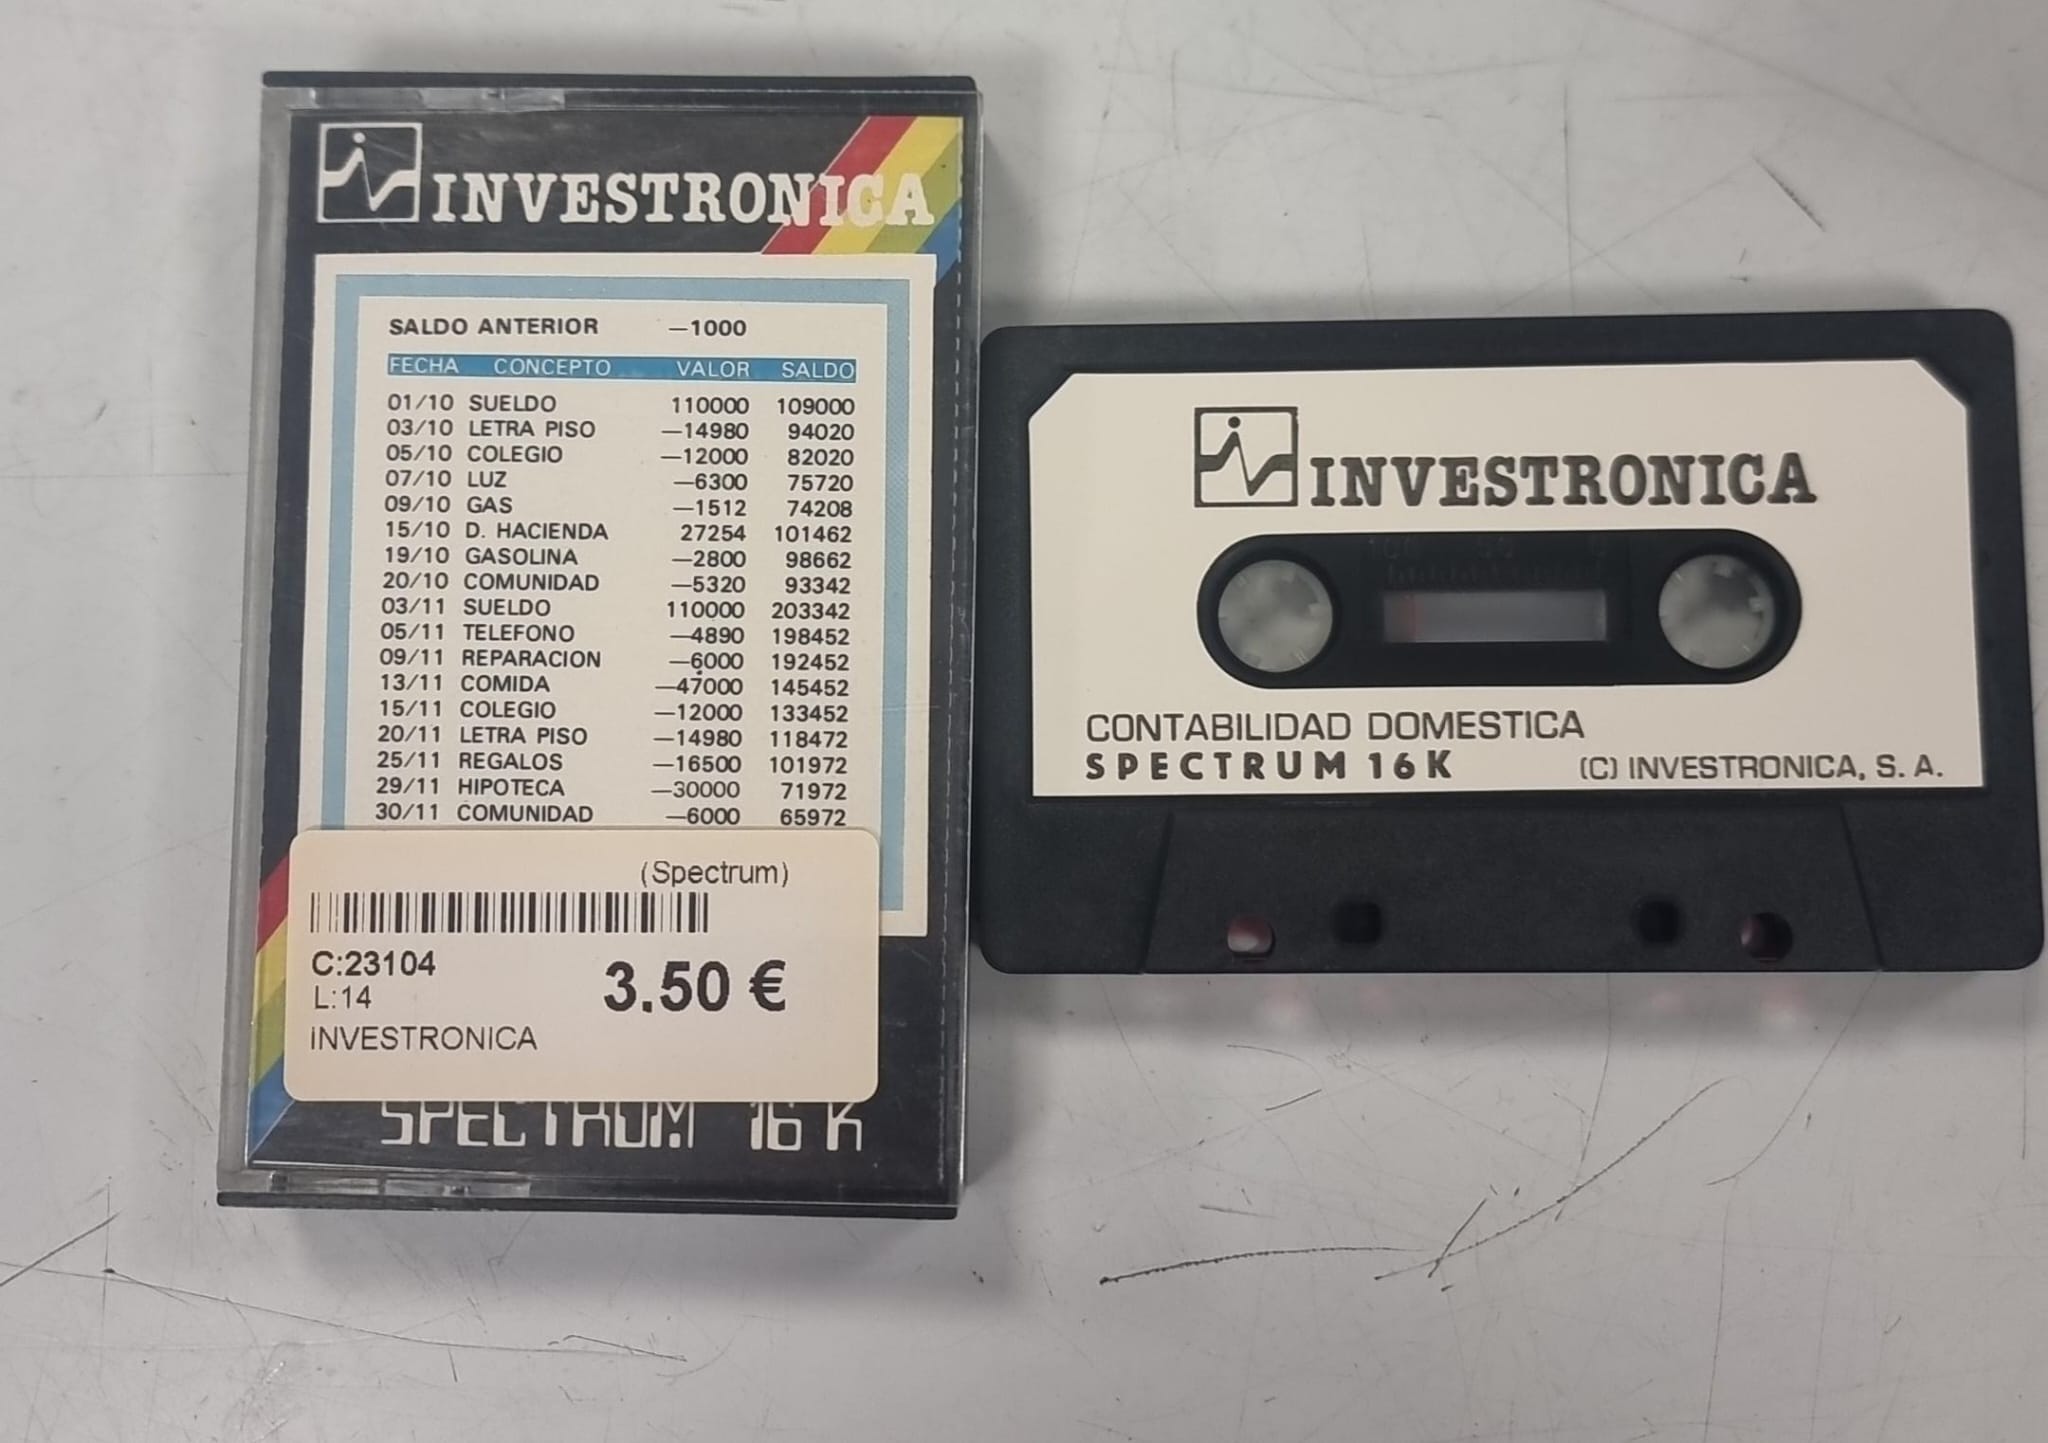 INVESTRONICA
SALDO ANTERIOR —1000
FECHA CONCEPTO VALOR SALDO
01/10 SUELDO 110000 109000
03/10 LETRA PISO —14980 94020
05/10 COLEGIO —12000 82020
07/10 LUZ —6300 75720
09/10 GAS —1512 74208
15/10 D. HACIENDA 27254 101462
19/10 GASOLINA —2800 98662
20/10 COMUNIDAD —5320 93342
03/11 SUELDO 110000 203342
05/11 TELEFONO —4890 198452
09/11 REPARACION —6000 192452
13/11 COMIDA —47000 145452
15/11 COLEGIO —12000 133452
20/11 LETRA PISO —14980 118472
25/11 REGALOS —16500 101972
29/11 HIPOTECA —30000 71972
30/11 COMUNIDAD —6000 65972
(Spectrum)
C:23104
L:14
3.50 €
INVESTRONICA
SPECTRUM 16 K
INVESTRONICA
CONTABILIDAD DOMESTICA
SPECTRUM 16K
(C) INVESTRONICA, S. A.